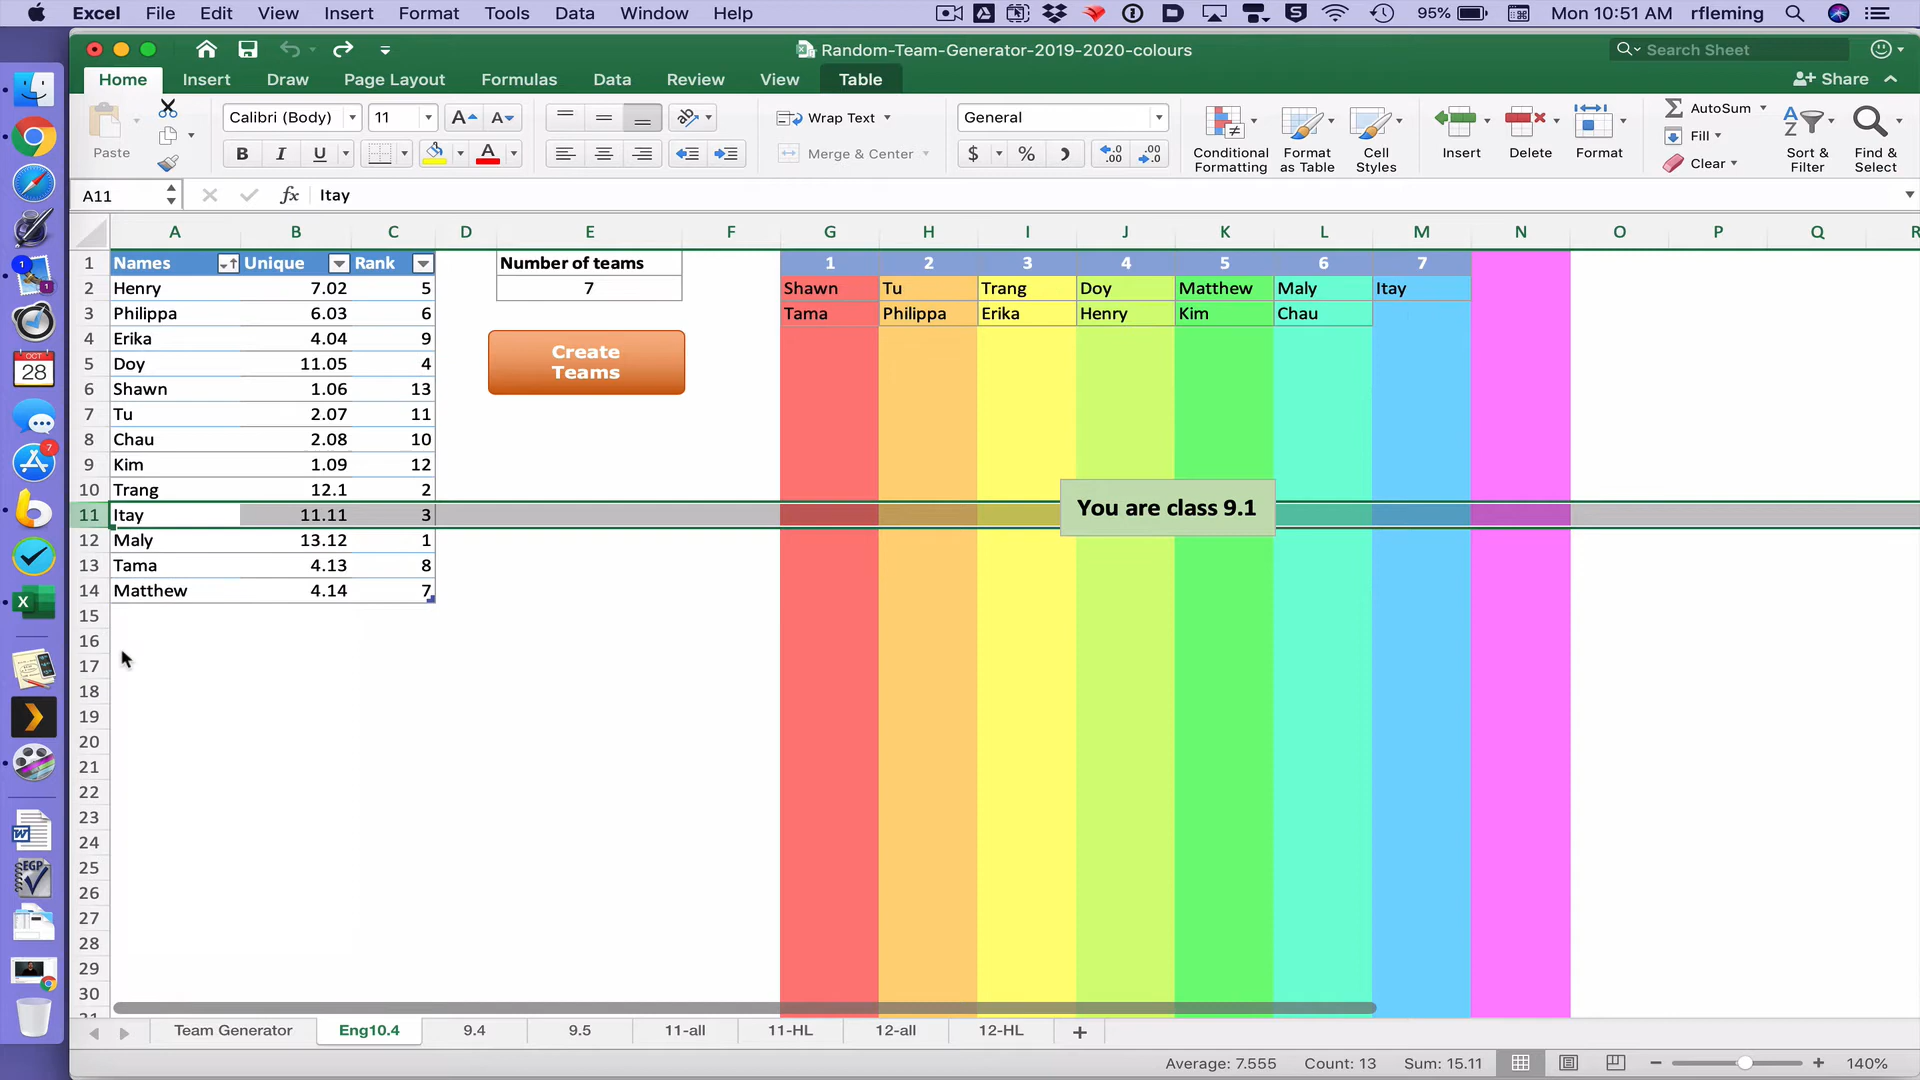 Excel File Edit View Insert Format Tools Data Window Help 95% Mon 10:51 AM rfleming
Random-Team-Generator-2019-2020-colours
Search Sheet
Home Insert Draw Page Layout Formulas Data Review View Table Share
Paste
Calibri (Body) 11
Wrap Text
Merge & Center
General
Conditional Formatting
Format as Table
Cell Styles
Insert
Delete
Format
AutoSum
Fill
Clear
Sort & Filter
Find & Select
A11 fx Itay
A B C D E F G H I J K L M N O P Q R
1 Names Unique Rank Number of teams 1 2 3 4 5 6 7
2 Henry 7.02 5 7 Shawn Tu Trang Doy Matthew Maly Itay
3 Philippa 6.03 6 Tama Philippa Erika Henry Kim Chau
4 Erika 4.04 9
Create
Teams
5 Doy 11.05 4
6 Shawn 1.06 13
7 Tu 2.07 11
8 Chau 2.08 10
9 Kim 1.09 12
10 Trang 12.1 2
11 Itay 11.11 3
You are class 9.1
12 Maly 13.12 1
13 Tama 4.13 8
14 Matthew 4.14 7
15
16
17
18
19
20
21
22
23
24
25
26
27
28
29
30
Team Generator Eng10.4 9.4 9.5 11-all 11-HL 12-all 12-HL +
Average: 7.555 Count: 13 Sum: 15.11 140%
1
1
OCT
28
7
EGP